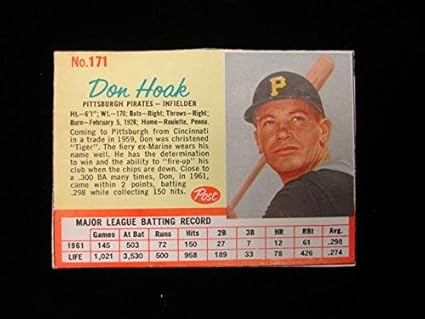 No.171
Don Hoak
PITTSBURGH PIRATES — INFIELDER
Ht.-6'1"; Wt.-170; Bats-Right; Throws-Right;
Born-February 5, 1928; Home-Roulette, Penna.
Coming to Pittsburgh from Cincinnati
in a trade in 1959, Don was christened
"Tiger". The fiery ex-Marine wears his
name well. He has the determination
to win and the ability to "fire-up" his
club when the chips are down. Close to
a .300 BA many times, Don, in 1961,
came within 2 points, batting
.298 while collecting 150 hits.
Post
P
MAJOR LEAGUE BATTING RECORD
Games At Bat Runs Hits 2B 3B HR RBI Avg.
1961 145 503 72 150 27 7 12 61 .298
LIFE 1,021 3,530 500 968 189 33 78 426 .274